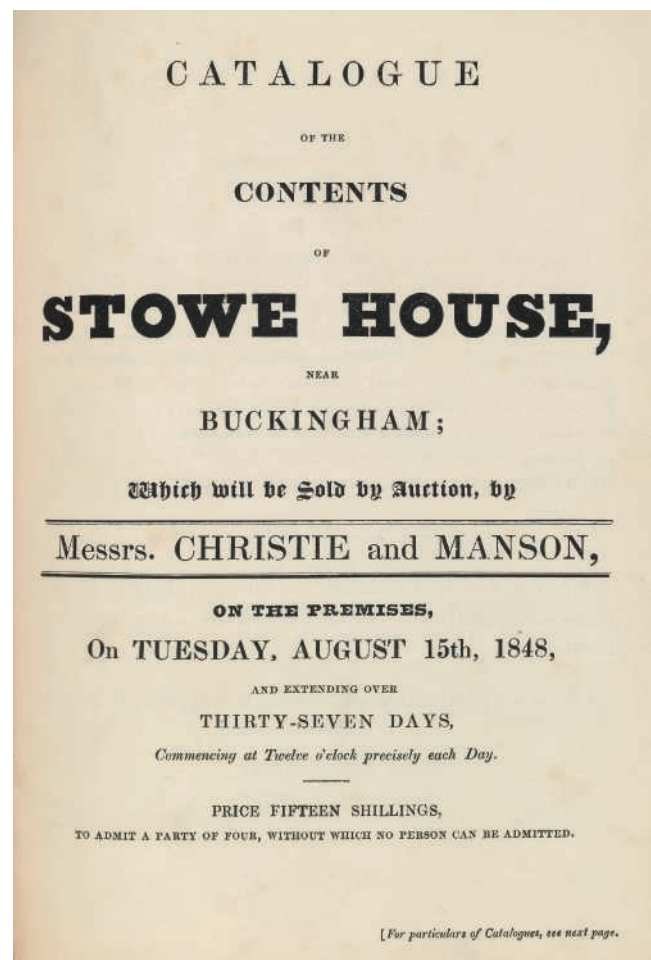 CATALOGUE
OF THE
CONTENTS
OF
STOWE HOUSE,
NEAR
BUCKINGHAM;
Which will be Sold by Auction, by
Messrs. CHRISTIE and MANSON,
ON THE PREMISES,
On TUESDAY, AUGUST 15th, 1848,
AND EXTENDING OVER
THIRTY-SEVEN DAYS,
Commencing at Twelve o'clock precisely each Day.
PRICE FIFTEEN SHILLINGS,
TO ADMIT A PARTY OF FOUR, WITHOUT WHICH NO PERSON CAN BE ADMITTED.
[For particulars of Catalogues, see next page.